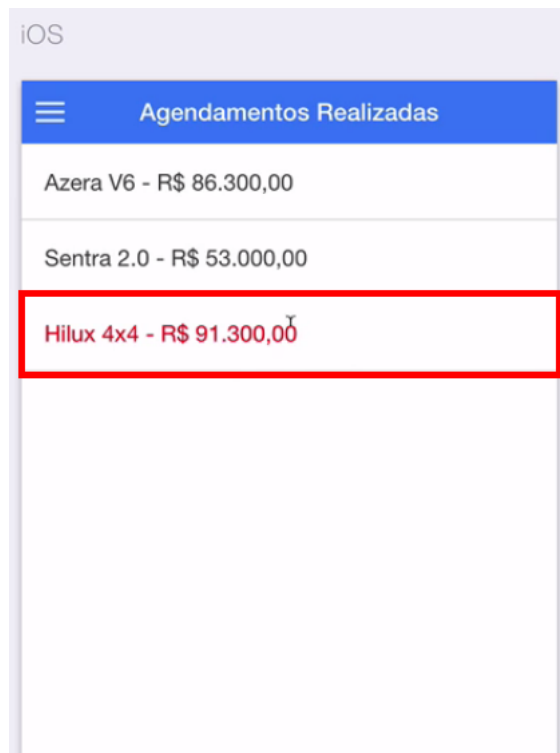 iOS
Agendamentos Realizadas
Azera V6 - R$ 86.300,00
Sentra 2.0 - R$ 53.000,00
Hilux 4x4 - R$ 91.300,00